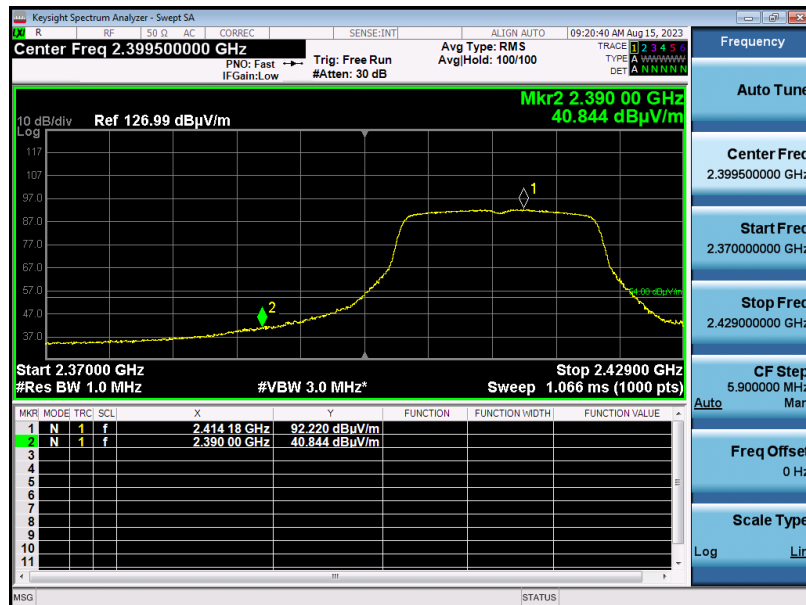 Keysight Spectrum Analyzer - Swept SA
LXI R RF 50 Ω AC CORREC SENSE:INT ALIGN AUTO 09:20:40 AM Aug 15, 2023
Center Freq 2.399500000 GHz
PNO: Fast
IFGain:Low
Trig: Free Run
#Atten: 30 dB
Avg Type: RMS
Avg|Hold: 100/100
TRACE 1 2 3 4 5 6
TYPE A WWWWW
DET A N N N N N
Mkr2 2.390 00 GHz
40.844 dBµV/m
10 dB/div Ref 126.99 dBµV/m
Log
117
107
97.0
87.0
77.0
67.0
57.0
47.0
37.0
1
2
54.00 dBµV/m
Start 2.37000 GHz Stop 2.42900 GHz
#Res BW 1.0 MHz #VBW 3.0 MHz* Sweep 1.066 ms (1000 pts)
MKR MODE TRC SCL X Y FUNCTION FUNCTION WIDTH FUNCTION VALUE
1 N 1 f 2.414 18 GHz 92.220 dBµV/m
2 N 1 f 2.390 00 GHz 40.844 dBµV/m
3
4
5
6
7
8
9
10
11
MSG STATUS
Frequency
Auto Tune
Center Freq
2.399500000 GHz
Start Freq
2.370000000 GHz
Stop Freq
2.429000000 GHz
CF Step
5.900000 MHz
Auto Man
Freq Offset
0 Hz
Scale Type
Log Lin